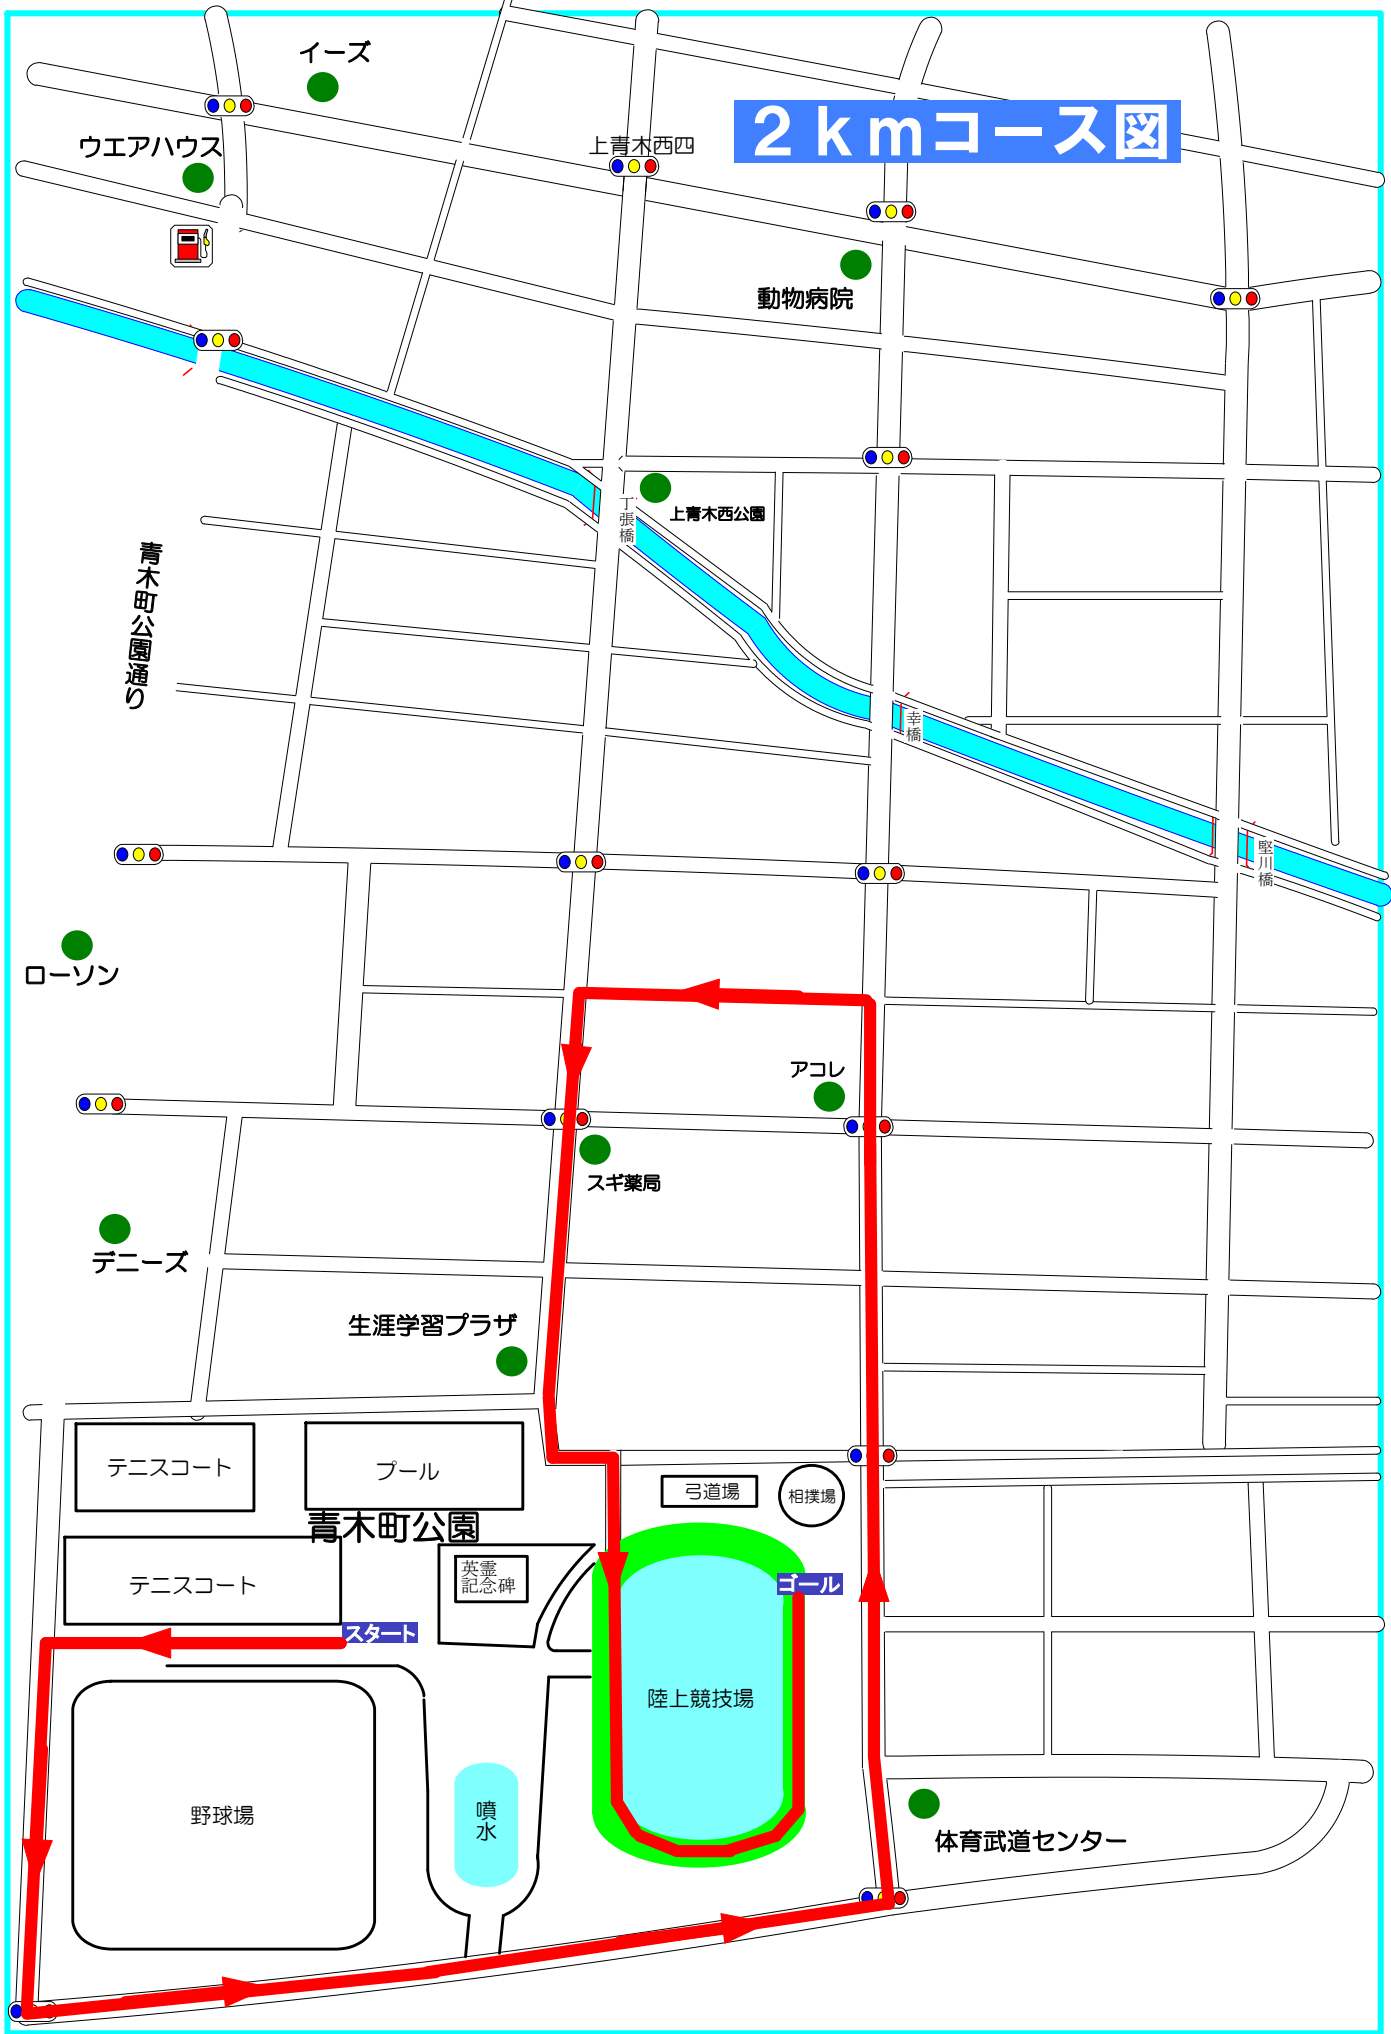 イーズ
２ｋｍコース図
ウエアハウス
上青木西四
動物病院
上青木西公園
丁張橋
青木町公園通り
幸橋
堅川橋
ローソン
アコレ
スギ薬局
デニーズ
生涯学習プラザ
テニスコート
プール
弓道場
相撲場
青木町公園
英霊
記念碑
テニスコート
ゴール
スタート
陸上競技場
野球場
噴水
体育武道センター